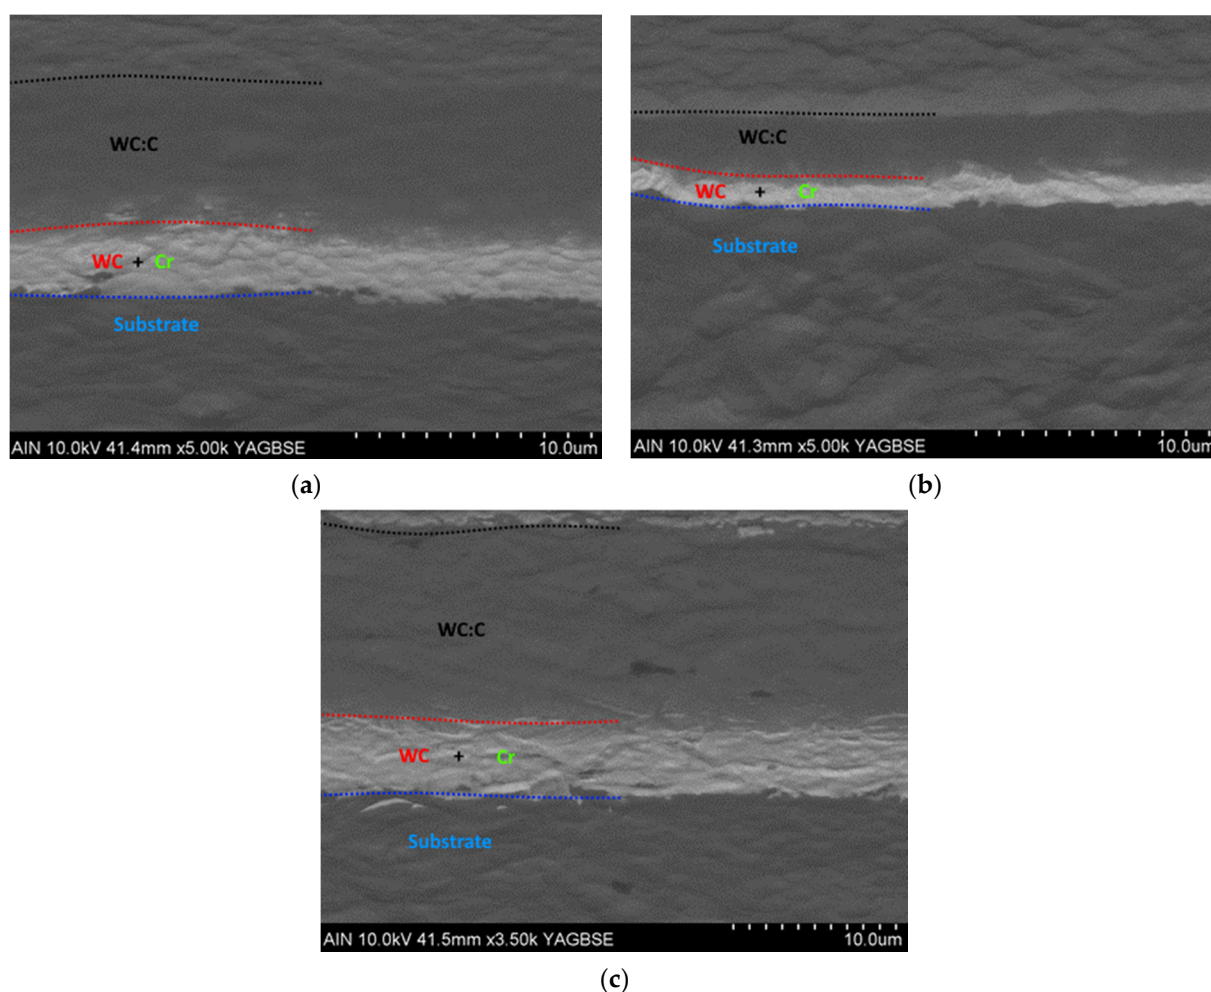 WC:C
WC + Cr
Substrate
AIN 10.0kV 41.4mm x5.00k YAGBSE 10.0um
(a)
WC:C
WC + Cr
Substrate
AIN 10.0kV 41.3mm x5.00k YAGBSE 10.0um
(b)
WC:C
WC + Cr
Substrate
AIN 10.0kV 41.5mm x3.50k YAGBSE 10.0um
(c)